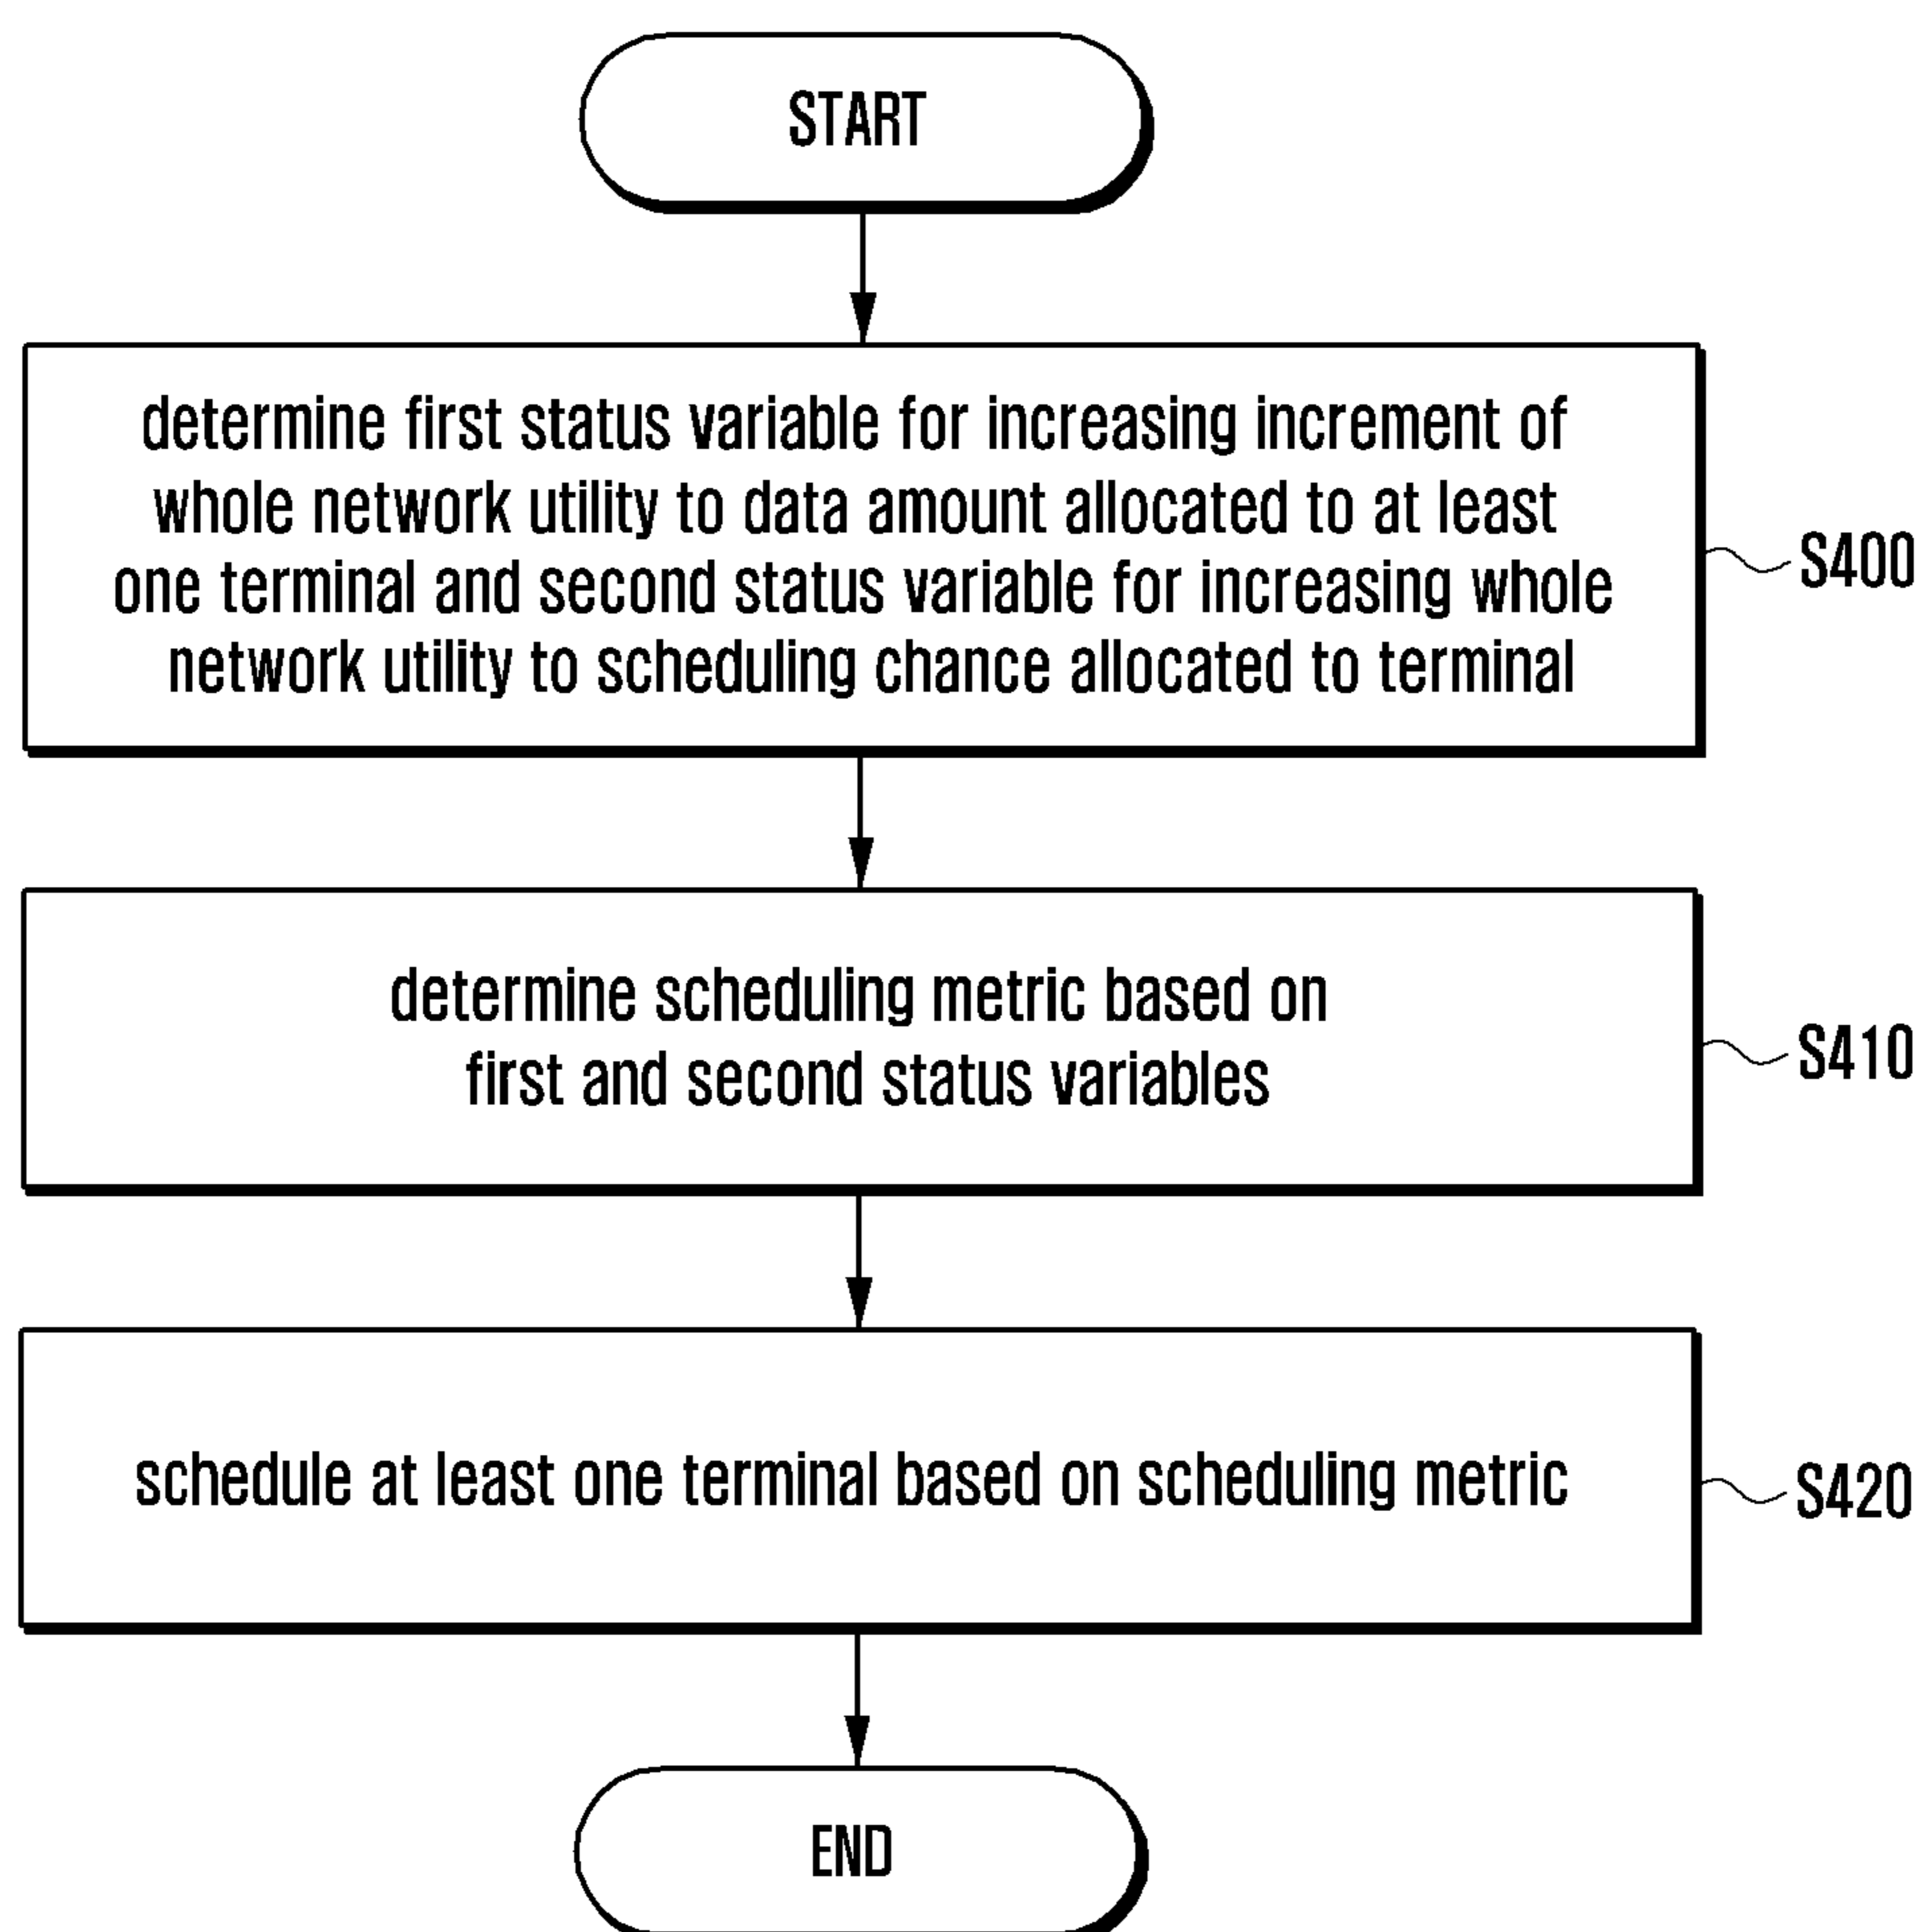 START
determine first status variable for increasing increment of
whole network utility to data amount allocated to at least
one terminal and second status variable for increasing whole
network utility to scheduling chance allocated to terminal
S400
determine scheduling metric based on
first and second status variables
S410
schedule at least one terminal based on scheduling metric
S420
END